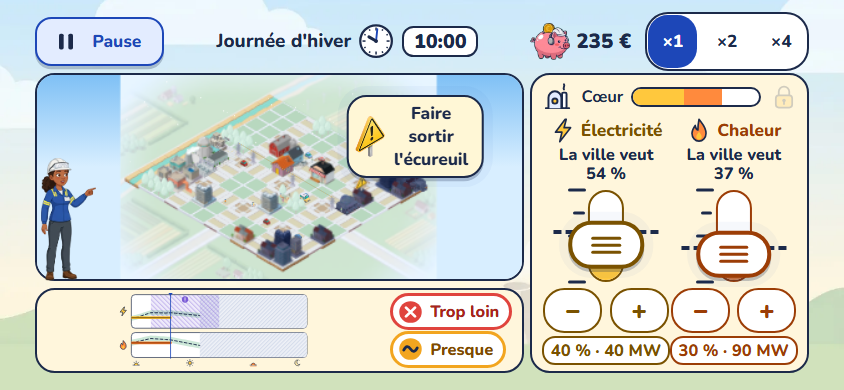 Pause
Journée d'hiver
10:00
235 €
×1
×2
×4
Faire
sortir
l'écureuil
Cœur
Électricité
Chaleur
La ville veut
54 %
La ville veut
37 %
−
+
−
+
40 % · 40 MW
30 % · 90 MW
Trop loin
Presque